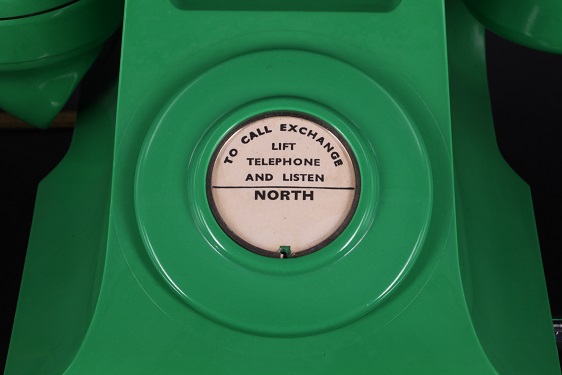 TO CALL EXCHANGE
LIFT
TELEPHONE
AND LISTEN
NORTH